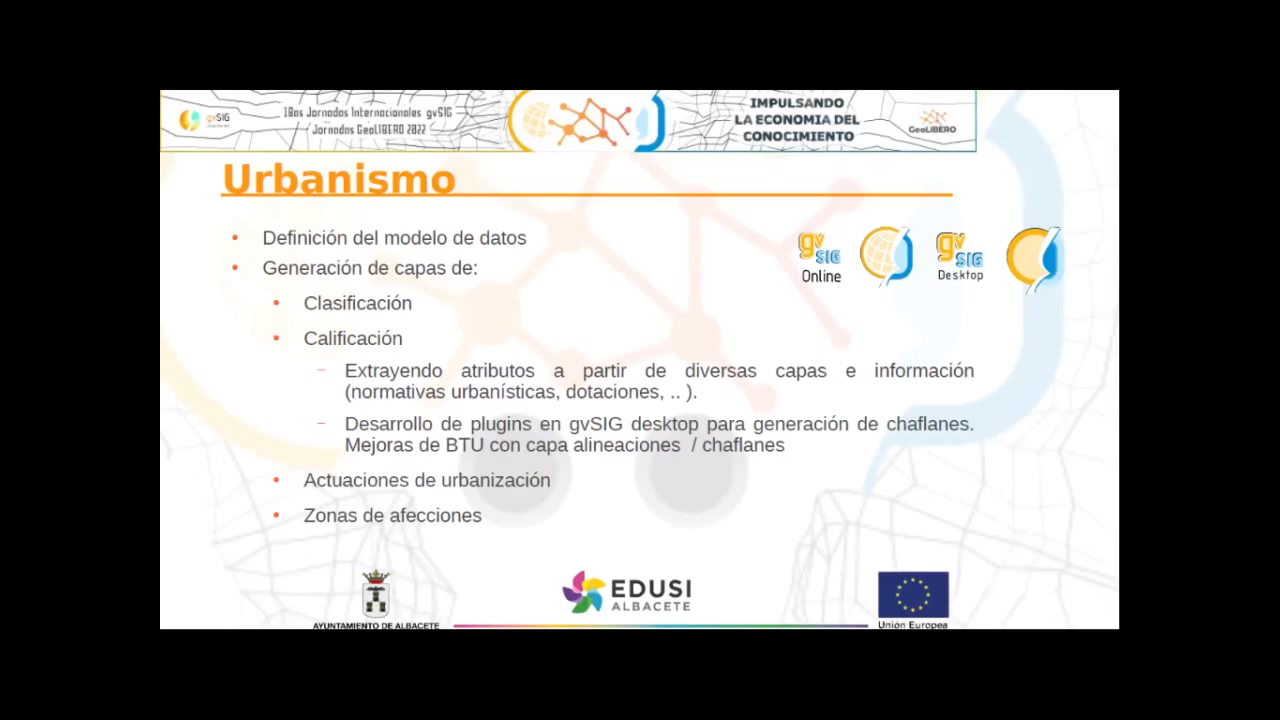 gvSIG
18as Jornadas Internacionales gvSIG
Jornadas GeoLIBERO 2022
IMPULSANDO
LA ECONOMIA DEL
CONOCIMIENTO
GeoLIBERO
Urbanismo
• Definición del modelo de datos
• Generación de capas de:
gvSIG Online
gvSIG Desktop
• Clasificación
• Calificación
– Extrayendo atributos a partir de diversas capas e información
(normativas urbanísticas, dotaciones, .. ).
– Desarrollo de plugins en gvSIG desktop para generación de chaflanes.
Mejoras de BTU con capa alineaciones / chaflanes
• Actuaciones de urbanización
• Zonas de afecciones
EDUSI
ALBACETE
AYUNTAMIENTO DE ALBACETE
Unión Europea